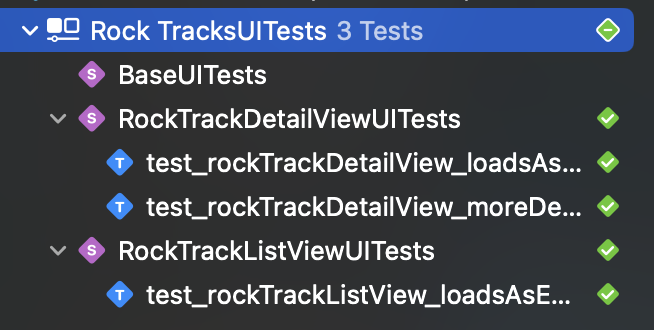 Rock TracksUITests 3 Tests
S BaseUITests
S RockTrackDetailViewUITests
T test_rockTrackDetailView_loadsAs...
T test_rockTrackDetailView_moreDe...
S RockTrackListViewUITests
T test_rockTrackListView_loadsAsE...